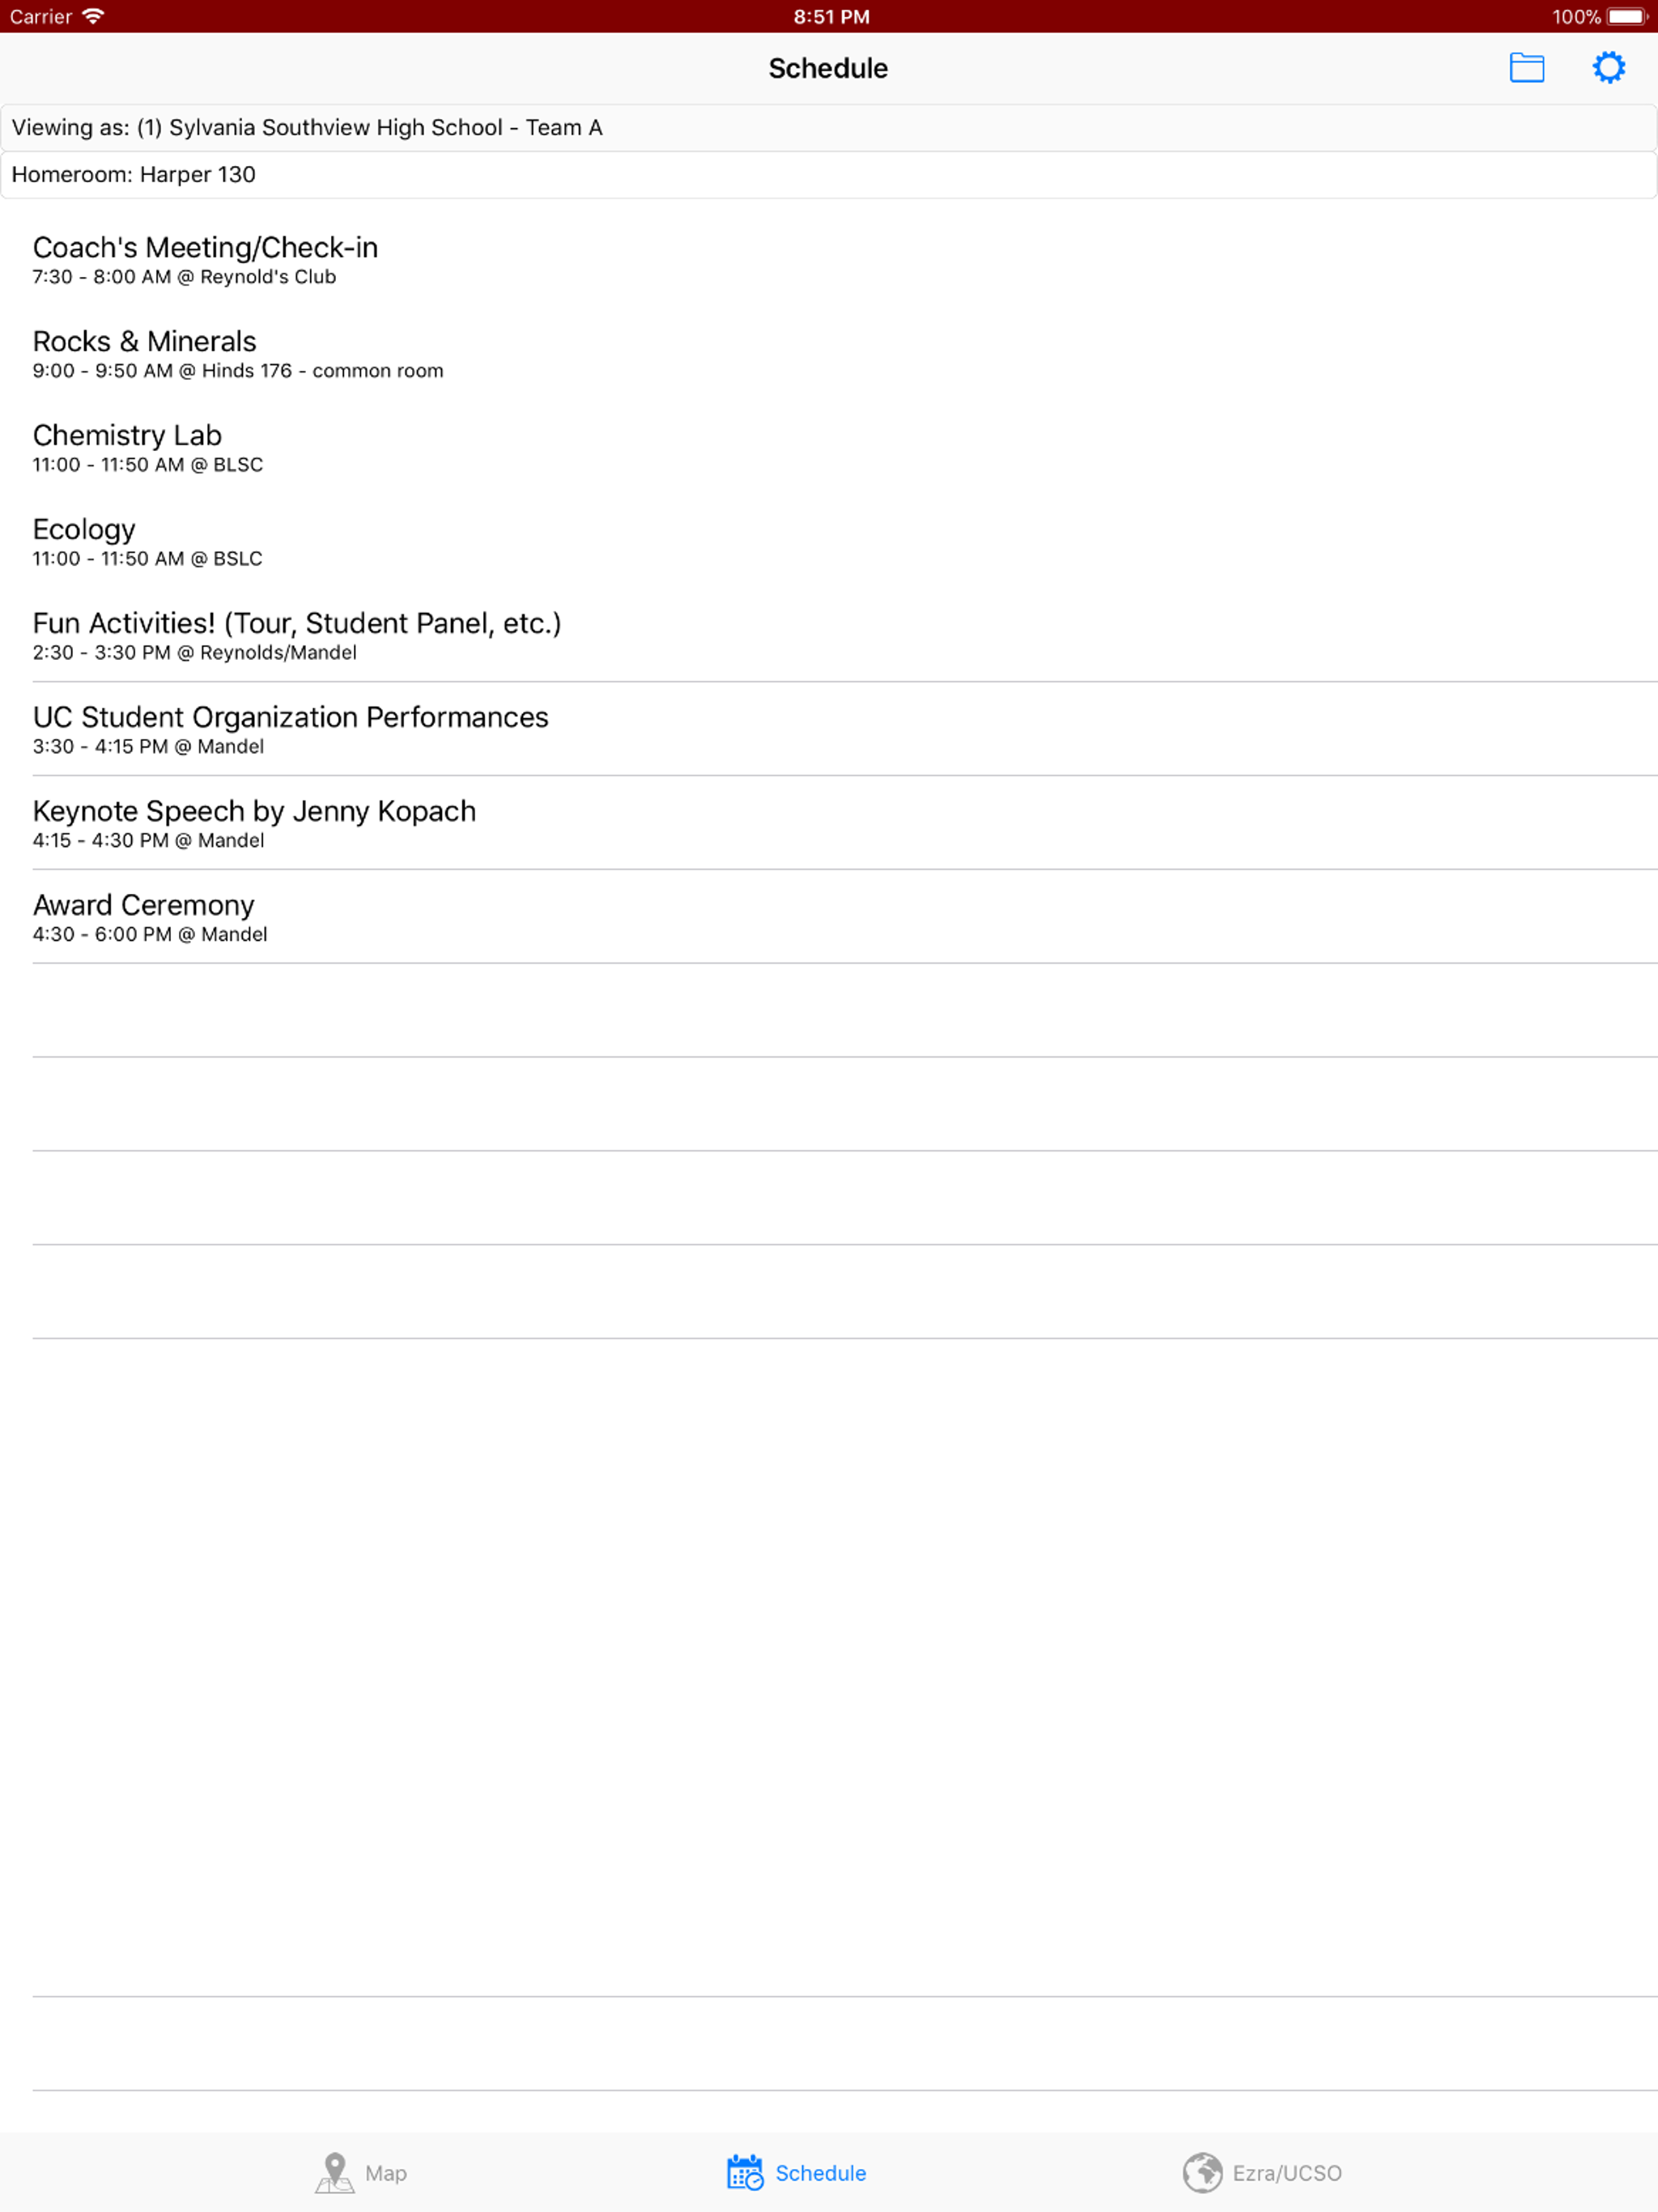 Carrier 8:51 PM 100%
Schedule
Viewing as: (1) Sylvania Southview High School - Team A
Homeroom: Harper 130
Coach's Meeting/Check-in
7:30 - 8:00 AM @ Reynold's Club
Rocks & Minerals
9:00 - 9:50 AM @ Hinds 176 - common room
Chemistry Lab
11:00 - 11:50 AM @ BLSC
Ecology
11:00 - 11:50 AM @ BSLC
Fun Activities! (Tour, Student Panel, etc.)
2:30 - 3:30 PM @ Reynolds/Mandel
UC Student Organization Performances
3:30 - 4:15 PM @ Mandel
Keynote Speech by Jenny Kopach
4:15 - 4:30 PM @ Mandel
Award Ceremony
4:30 - 6:00 PM @ Mandel
Map Schedule Ezra/UCSO